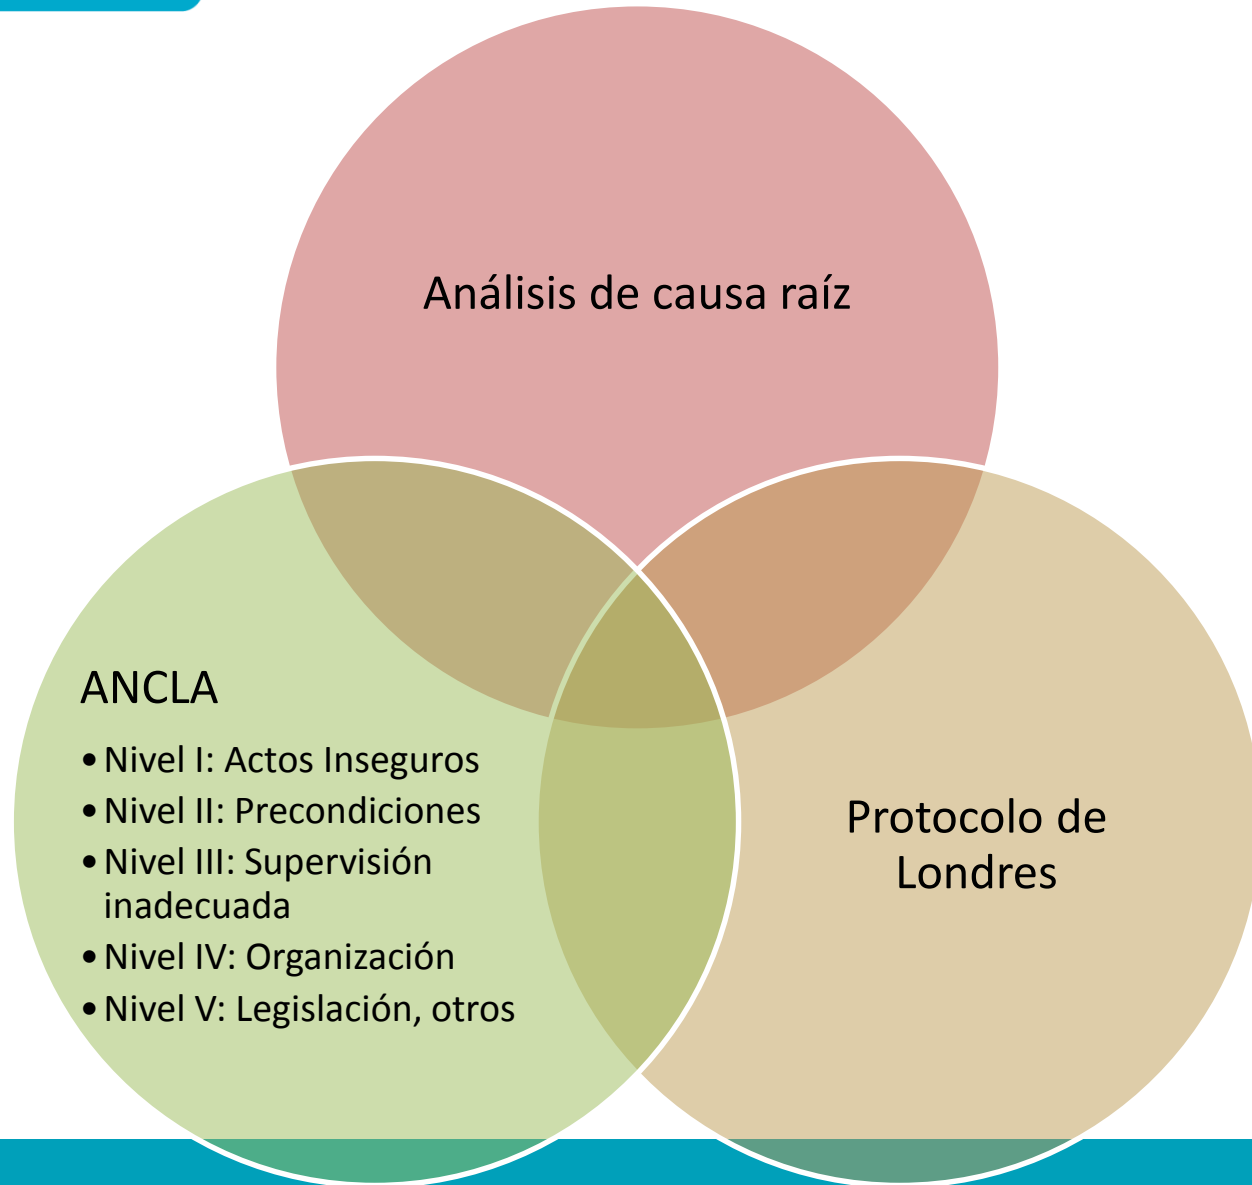 Análisis de causa raíz
ANCLA
•Nivel I: Actos Inseguros
•Nivel II: Precondiciones
•Nivel III: Supervisión
inadecuada
•Nivel IV: Organización
•Nivel V: Legislación, otros
Protocolo de
Londres